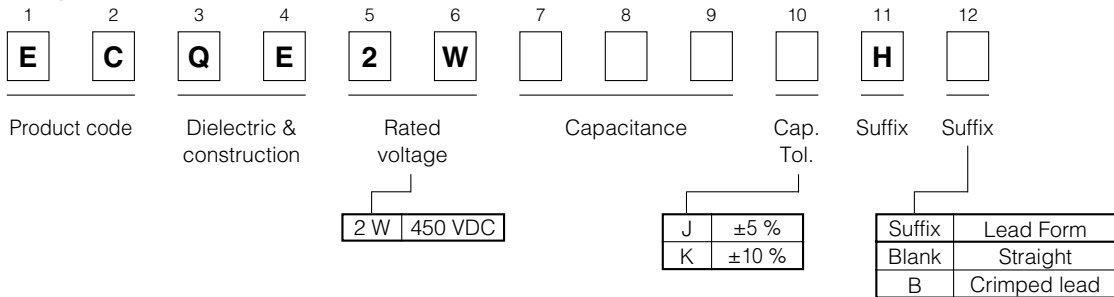 1 2 3 4 5 6 7 8 9 10 11 12
E C Q E 2 W H
Product code Dielectric & Rated Capacitance Cap. Suffix Suffix
construction voltage Tol.
2 W 450 VDC
J ±5 %
K ±10 %
Suffix Lead Form
Blank Straight
B Crimped lead